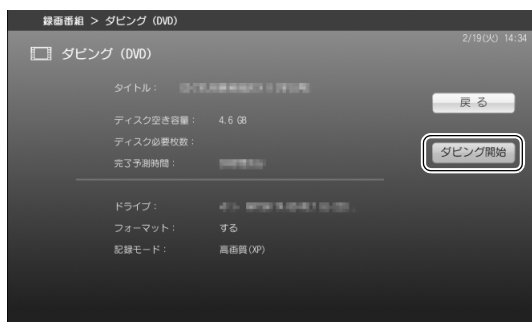 録画番組 > ダビング (DVD)
2/19(火) 14:34
ダビング (DVD)
タイトル：
戻る
ディスク空き容量： 4.6 GB
ディスク必要枚数：
ダビング開始
完了予測時間：
ドライブ：
フォーマット： する
記録モード： 高画質(XP)